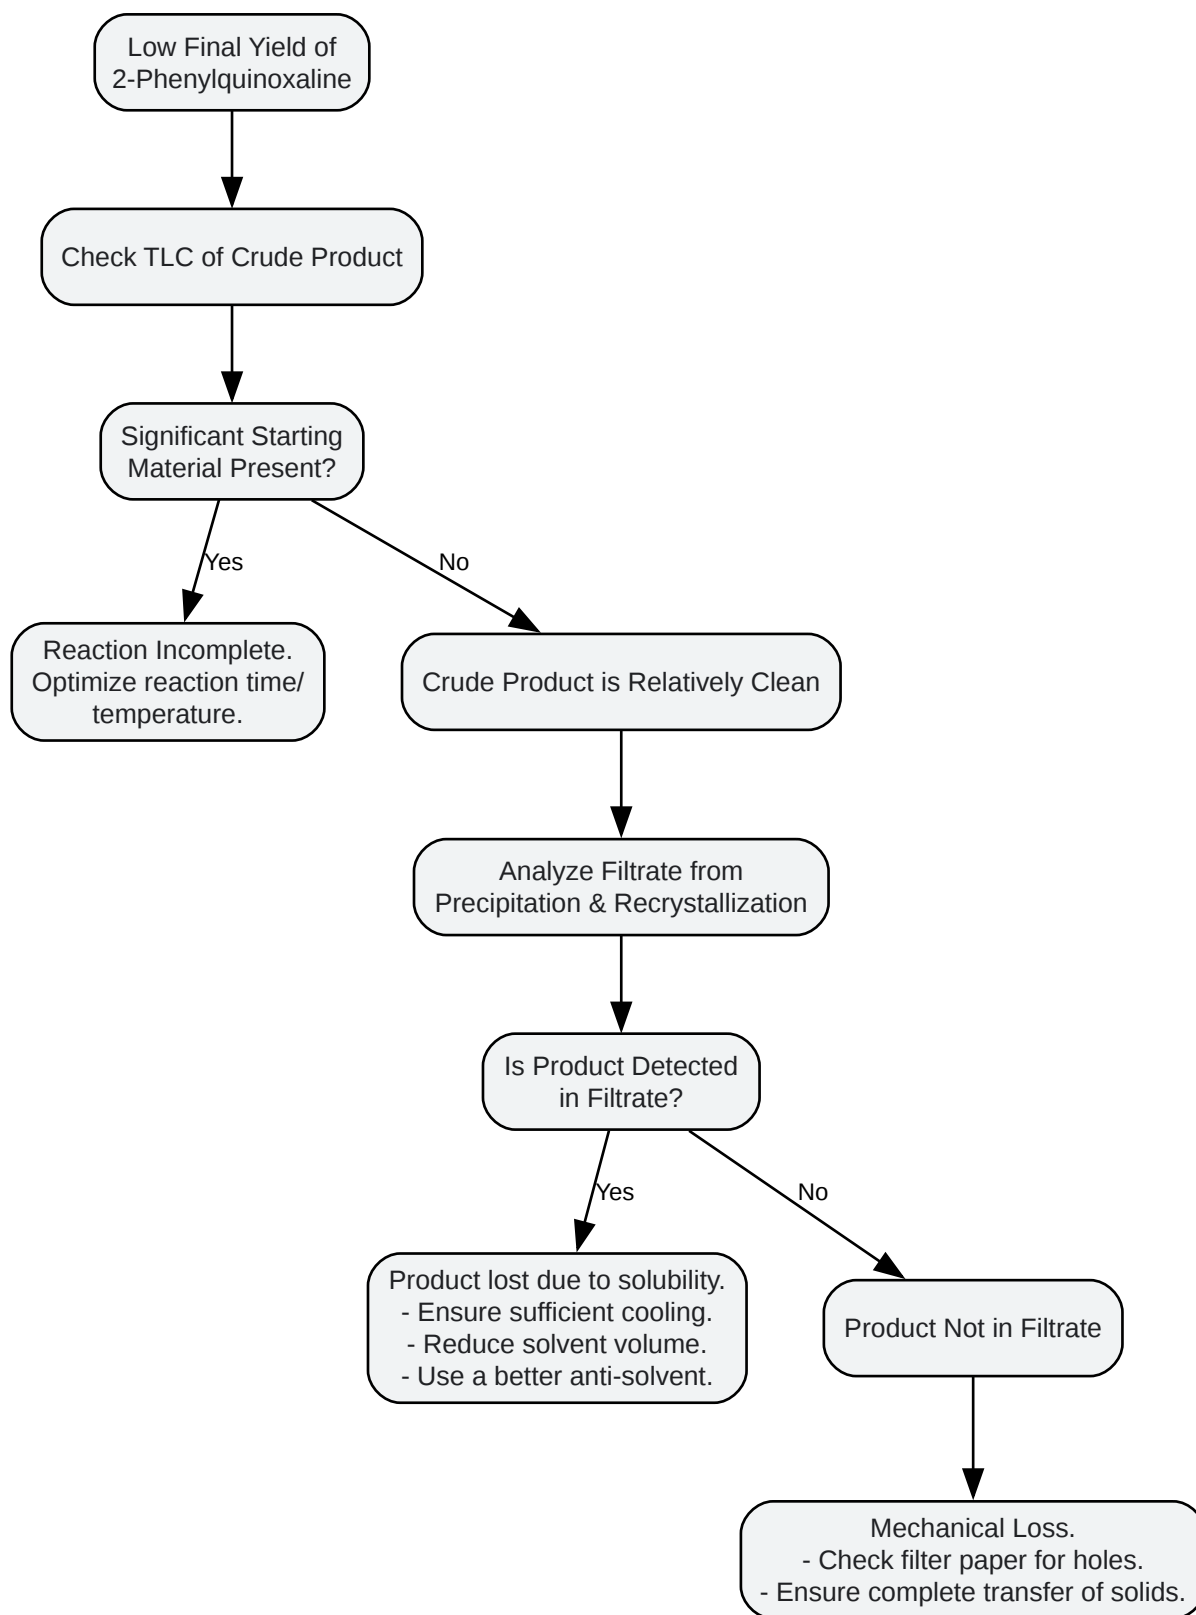 Low Final Yield of
2-Phenylquinoxaline
Check TLC of Crude Product
Significant Starting
Material Present?
Yes
No
Reaction Incomplete.
Optimize reaction time/
temperature.
Crude Product is Relatively Clean
Analyze Filtrate from
Precipitation & Recrystallization
Is Product Detected
in Filtrate?
Yes
No
Product lost due to solubility.
- Ensure sufficient cooling.
- Reduce solvent volume.
- Use a better anti-solvent.
Product Not in Filtrate
Mechanical Loss.
- Check filter paper for holes.
- Ensure complete transfer of solids.